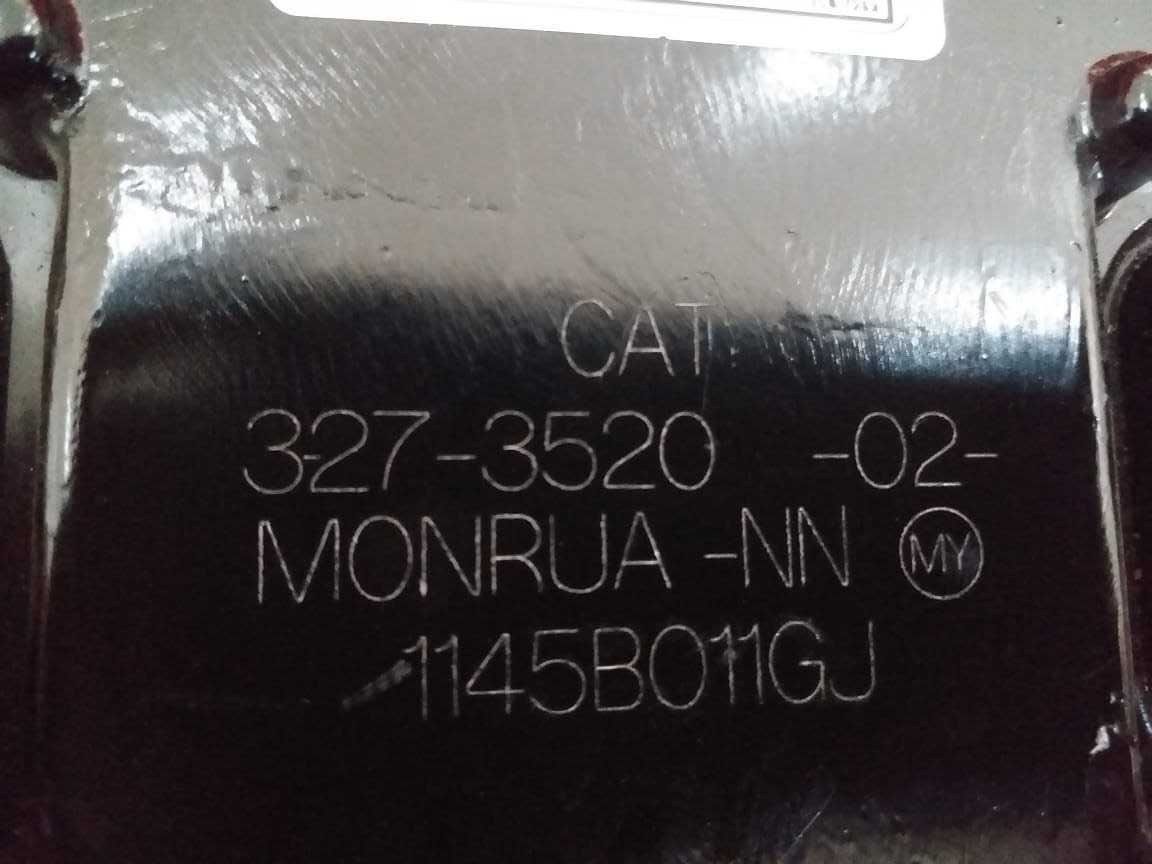 CAT
327-3520 -02-
MONRUA -NN MY
1145B011GJ